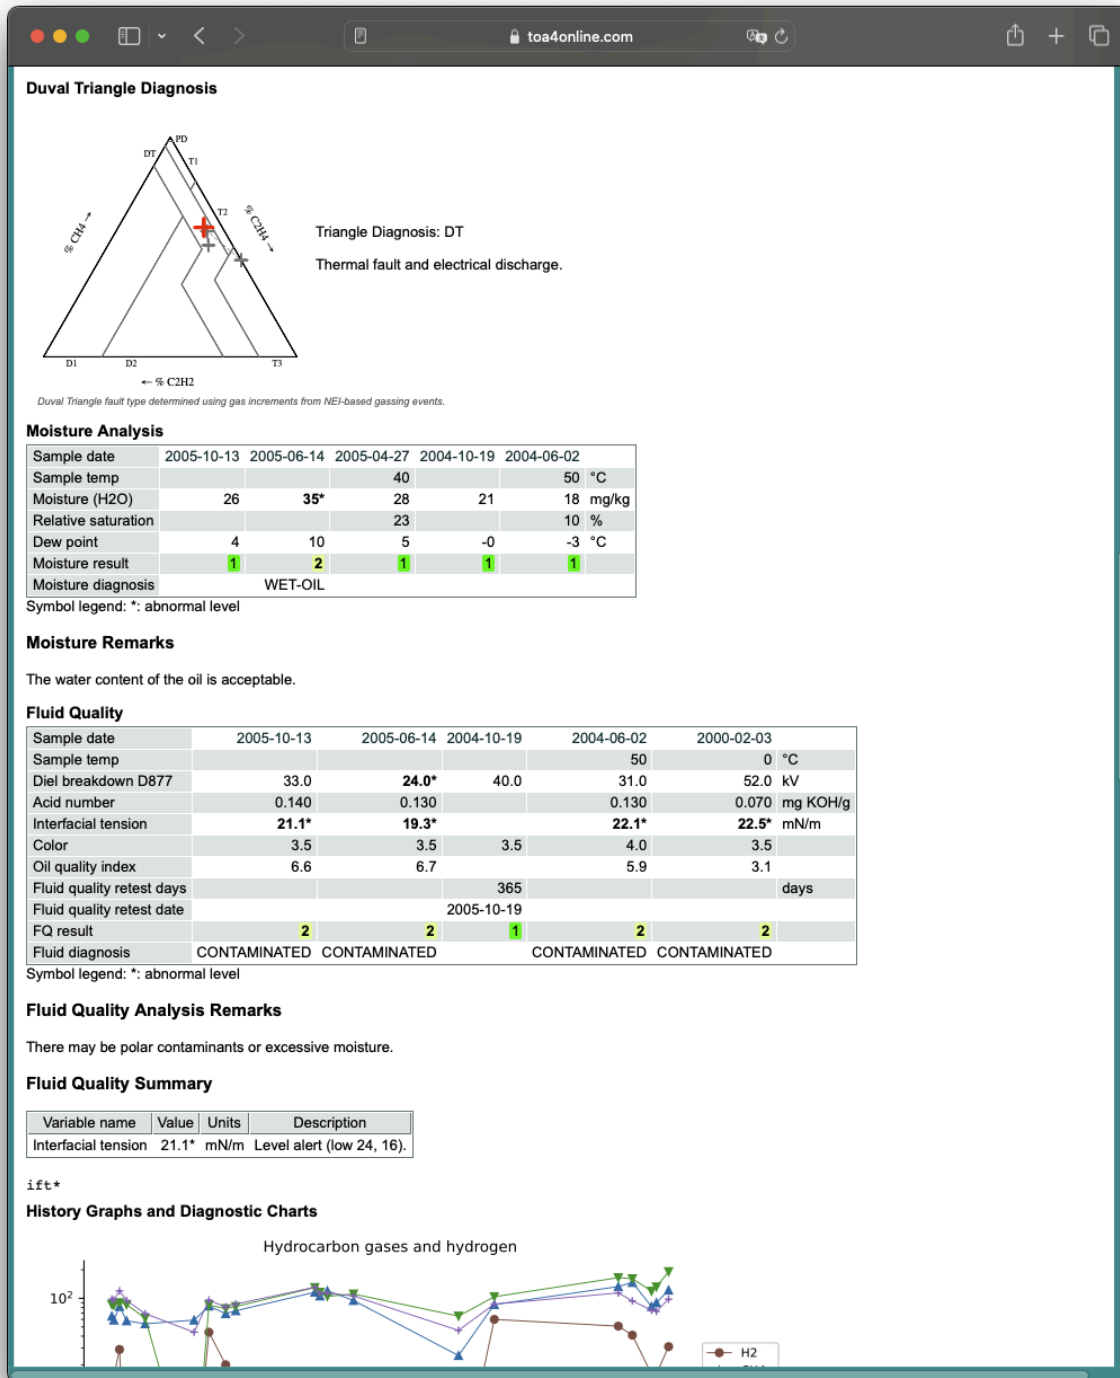 toa4online.com
Duval Triangle Diagnosis
PD
DT
T1
T2
% CH4 →
% C2H4 →
Triangle Diagnosis: DT
Thermal fault and electrical discharge.
D1 D2 T3
← % C2H2
Duval Triangle fault type determined using gas increments from NEI-based gassing events.
Moisture Analysis
Sample date 2005-10-13 2005-06-14 2005-04-27 2004-10-19 2004-06-02
Sample temp 40 50 °C
Moisture (H2O) 26 35* 28 21 18 mg/kg
Relative saturation 23 10 %
Dew point 4 10 5 -0 -3 °C
Moisture result 1 2 1 1 1
Moisture diagnosis WET-OIL
Symbol legend: *: abnormal level
Moisture Remarks
The water content of the oil is acceptable.
Fluid Quality
Sample date 2005-10-13 2005-06-14 2004-10-19 2004-06-02 2000-02-03
Sample temp 50 0 °C
Diel breakdown D877 33.0 24.0* 40.0 31.0 52.0 kV
Acid number 0.140 0.130 0.130 0.070 mg KOH/g
Interfacial tension 21.1* 19.3* 22.1* 22.5* mN/m
Color 3.5 3.5 3.5 4.0 3.5
Oil quality index 6.6 6.7 5.9 3.1
Fluid quality retest days 365 days
Fluid quality retest date 2005-10-19
FQ result 2 2 1 2 2
Fluid diagnosis CONTAMINATED CONTAMINATED CONTAMINATED CONTAMINATED
Symbol legend: *: abnormal level
Fluid Quality Analysis Remarks
There may be polar contaminants or excessive moisture.
Fluid Quality Summary
Variable name Value Units Description
Interfacial tension 21.1* mN/m Level alert (low 24, 16).
ift*
History Graphs and Diagnostic Charts
Hydrocarbon gases and hydrogen
10²
H2